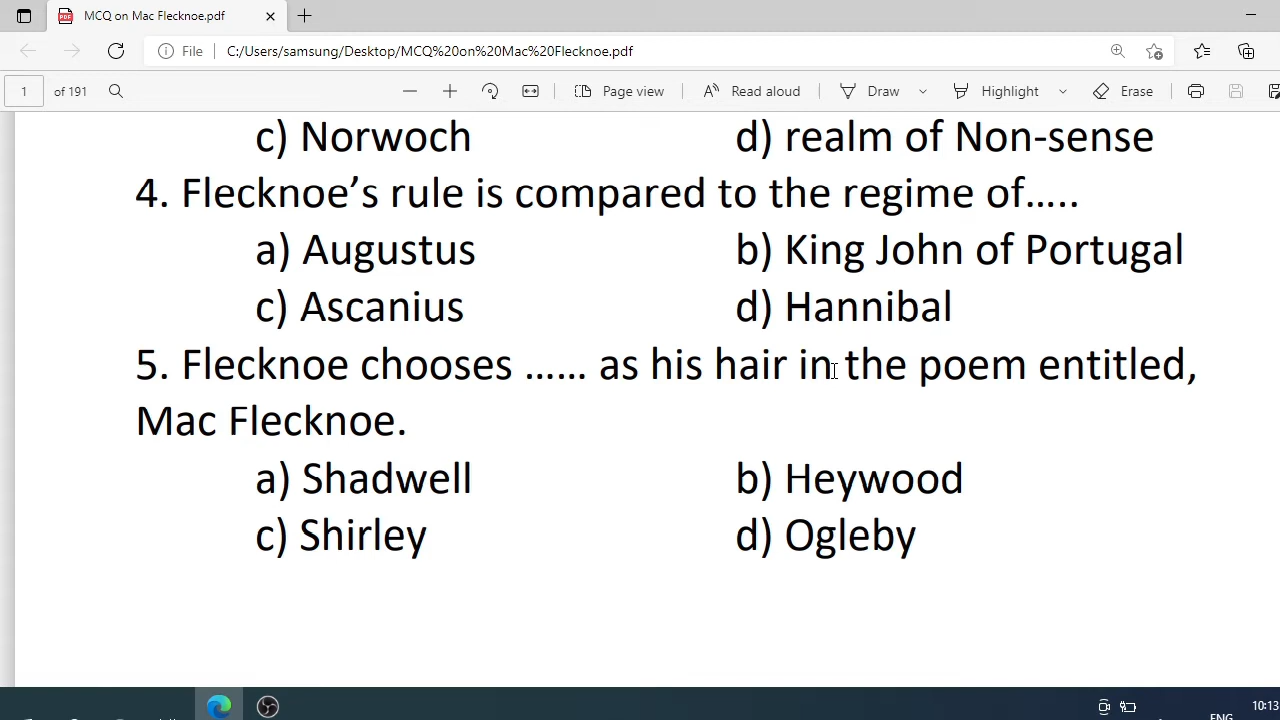 MCQ on Mac Flecknoe.pdf
File C:/Users/samsung/Desktop/MCQ%20on%20Mac%20Flecknoe.pdf
1 of 191 Page view Read aloud Draw Highlight Erase
c) Norwoch d) realm of Non-sense
4. Flecknoe’s rule is compared to the regime of.....
a) Augustus b) King John of Portugal
c) Ascanius d) Hannibal
5. Flecknoe chooses ...... as his hair in the poem entitled,
Mac Flecknoe.
a) Shadwell b) Heywood
c) Shirley d) Ogleby
10:13
ENG